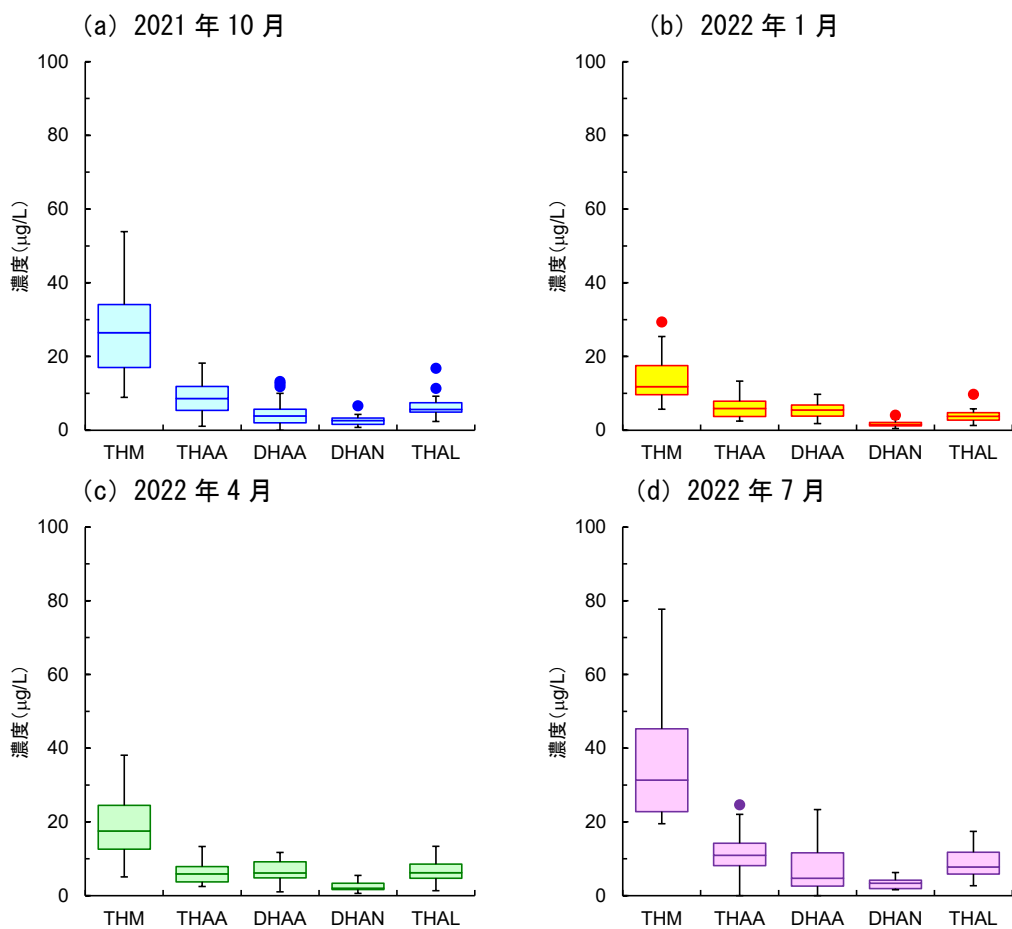 (a) 2021 年 10 月
(b) 2022 年 1 月
100
80
60
40
20
0
濃度(μg/L)
THM THAA DHAA DHAN THAL
100
80
60
40
20
0
濃度(μg/L)
THM THAA DHAA DHAN THAL
(c) 2022 年 4 月
(d) 2022 年 7 月
100
80
60
40
20
0
濃度(μg/L)
THM THAA DHAA DHAN THAL
100
80
60
40
20
0
濃度(μg/L)
THM THAA DHAA DHAN THAL